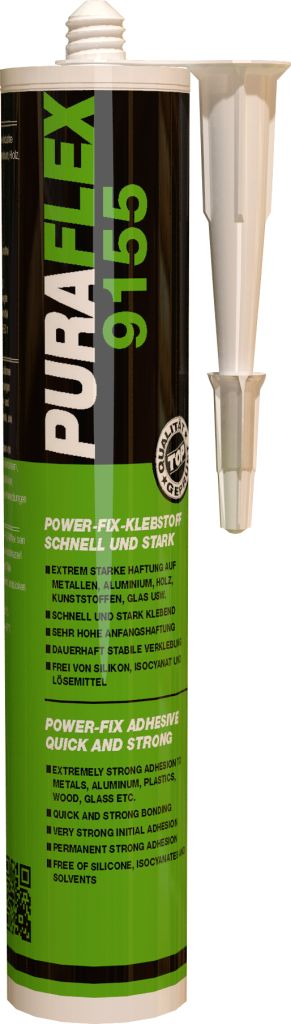 PURAFLEX
9155
QUALITÄT
TOP
POWER-FIX-KLEBSTOFF
SCHNELL UND STARK
EXTREM STARKE HAFTUNG AUF
METALLEN, ALUMINIUM, HOLZ,
KUNSTSTOFFEN, GLAS USW.
SCHNELL UND STARK KLEBEND
SEHR HOHE ANFANGSHAFTUNG
DAUERHAFT STABILE VERKLEBUNG
FREI VON SILIKON, ISOCYANAT UND
LÖSEMITTEL
POWER-FIX ADHESIVE
QUICK AND STRONG
EXTREMELY STRONG ADHESION TO
METALS, ALUMINUM, PLASTICS,
WOOD, GLASS ETC.
QUICK AND STRONG BONDING
VERY STRONG INITIAL ADHESION
PERMANENT STRONG ADHESION
FREE OF SILICONE, ISOCYANATES AND
SOLVENTS